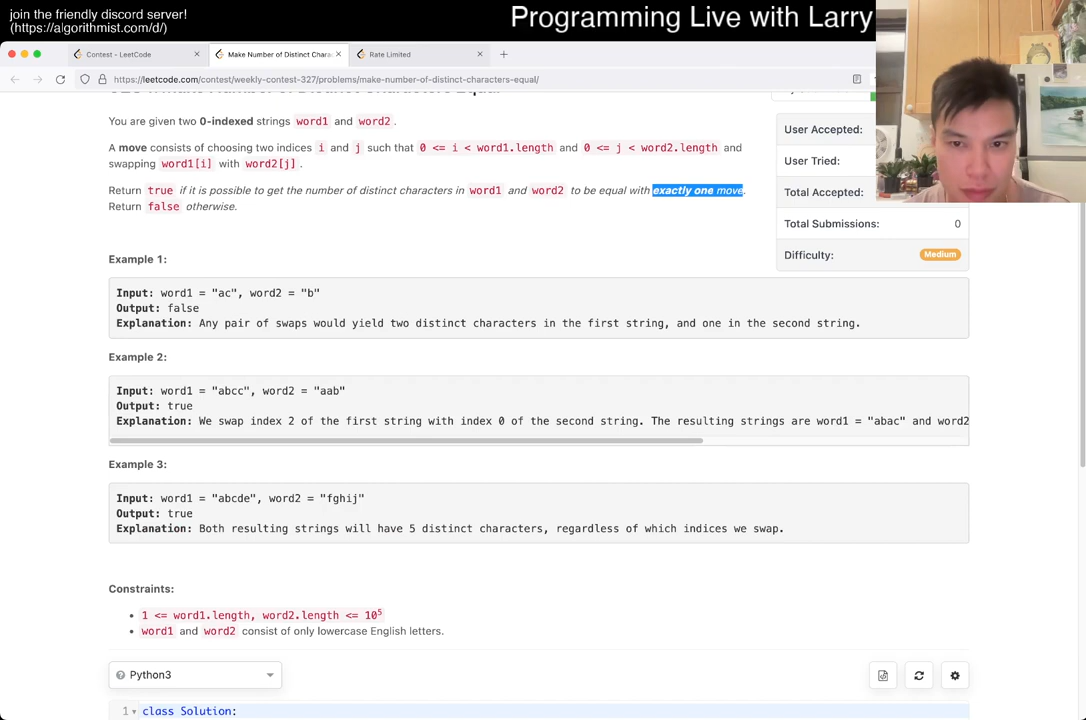 join the friendly discord server!
(https://algorithmist.com/d/)
Programming Live with Larry
Contest - LeetCode
Make Number of Distinct Chara
Rate Limited
https://leetcode.com/contest/weekly-contest-327/problems/make-number-of-distinct-characters-equal/
You are given two 0-indexed strings word1 and word2 .
A move consists of choosing two indices i and j such that 0 <= i < word1.length and 0 <= j < word2.length and
swapping word1[i] with word2[j] .
Return true if it is possible to get the number of distinct characters in word1 and word2 to be equal with exactly one move.
Return false otherwise.
User Accepted:
User Tried:
Total Accepted:
Total Submissions: 0
Difficulty: Medium
Example 1:
Input: word1 = "ac", word2 = "b"
Output: false
Explanation: Any pair of swaps would yield two distinct characters in the first string, and one in the second string.
Example 2:
Input: word1 = "abcc", word2 = "aab"
Output: true
Explanation: We swap index 2 of the first string with index 0 of the second string. The resulting strings are word1 = "abac" and word2
Example 3:
Input: word1 = "abcde", word2 = "fghij"
Output: true
Explanation: Both resulting strings will have 5 distinct characters, regardless of which indices we swap.
Constraints:
• 1 <= word1.length, word2.length <= 10⁵
• word1 and word2 consist of only lowercase English letters.
Python3
1 class Solution: